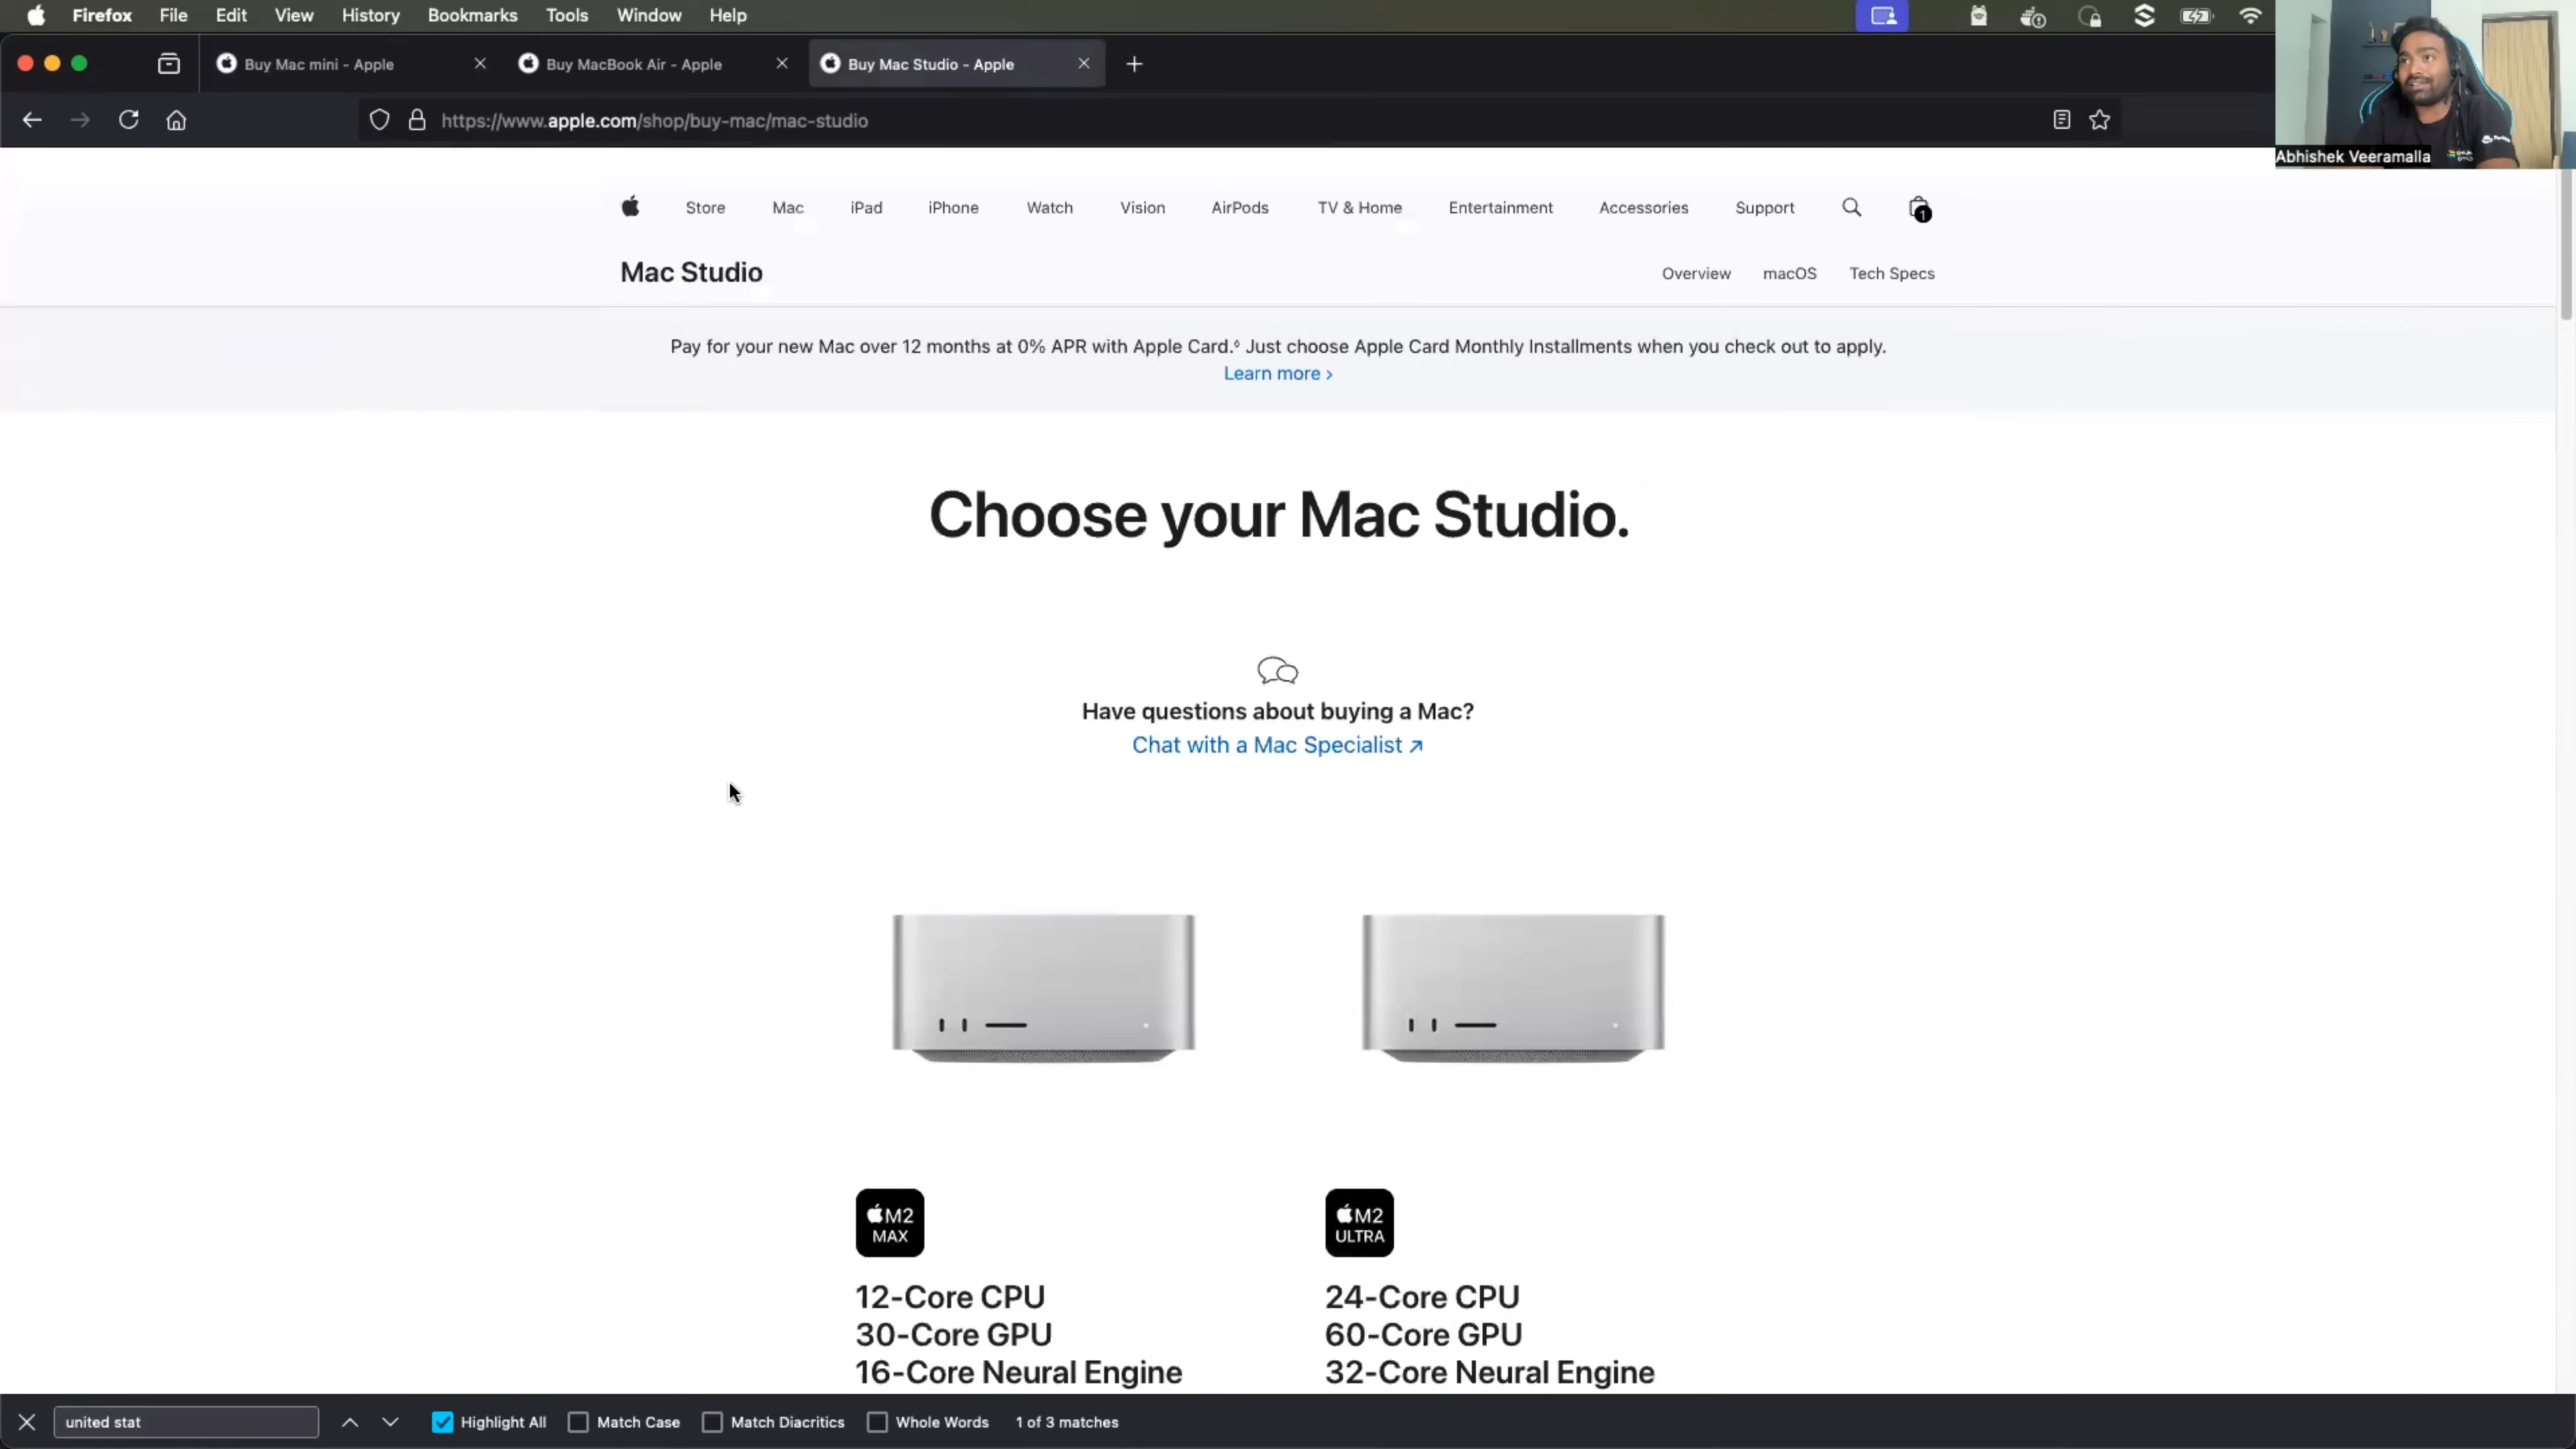 Firefox File Edit View History Bookmarks Tools Window Help
Buy Mac mini - Apple Buy MacBook Air - Apple Buy Mac Studio - Apple
https://www.apple.com/shop/buy-mac/mac-studio
Abhishek Veeramalla
Store Mac iPad iPhone Watch Vision AirPods TV & Home Entertainment Accessories Support 1
Mac Studio Overview macOS Tech Specs
Pay for your new Mac over 12 months at 0% APR with Apple Card.◊ Just choose Apple Card Monthly Installments when you check out to apply.
Learn more ›
Choose your Mac Studio.
Have questions about buying a Mac?
Chat with a Mac Specialist ↗
M2 MAX
M2 ULTRA
12-Core CPU
30-Core GPU
16-Core Neural Engine
24-Core CPU
60-Core GPU
32-Core Neural Engine
united stat Highlight All Match Case Match Diacritics Whole Words 1 of 3 matches